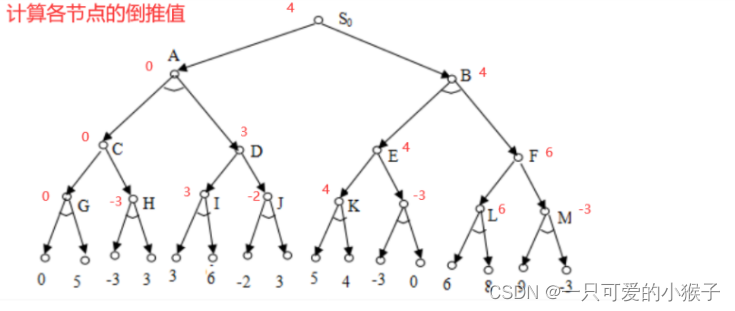 计算各节点的倒推值
4 S₀
A
0 B 4
0 C 3 D E 4 F 6
0 G -3 H 3 I -2 J 4 K -3 L 6 M -3
0 5 -3 3 3 6 -2 3 5 4 -3 0 6 8 9 -3
CSDN @一只可爱的小猴子